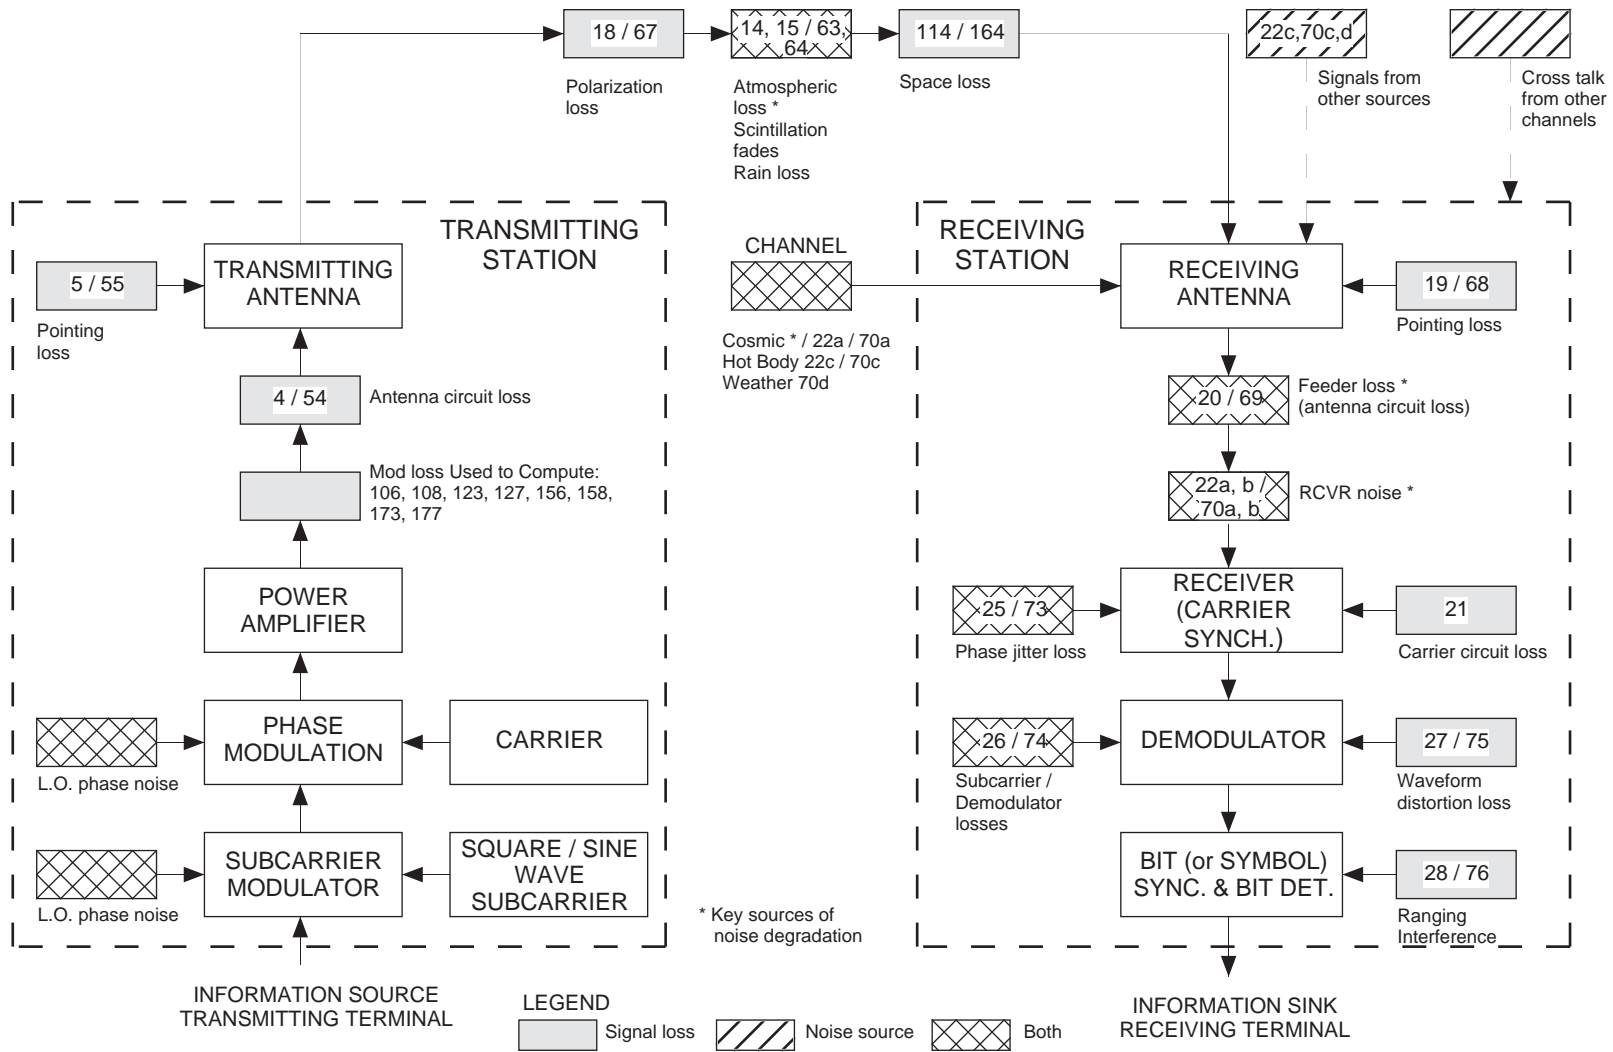 18 / 67
14, 15 / 63,
64
114 / 164
22c,70c,d
Polarization
loss
Atmospheric
loss *
Scintillation
fades
Rain loss
Space loss
Signals from
other sources
Cross talk
from other
channels
TRANSMITTING
STATION
5 / 55
Pointing
loss
TRANSMITTING
ANTENNA
4 / 54
Antenna circuit loss
Mod loss Used to Compute:
106, 108, 123, 127, 156, 158,
173, 177
POWER
AMPLIFIER
L.O. phase noise
PHASE
MODULATION
CARRIER
L.O. phase noise
SUBCARRIER
MODULATOR
SQUARE / SINE
WAVE
SUBCARRIER
INFORMATION SOURCE
TRANSMITTING TERMINAL
CHANNEL
Cosmic * / 22a / 70a
Hot Body 22c / 70c
Weather 70d
* Key sources of
noise degradation
RECEIVING
STATION
RECEIVING
ANTENNA
19 / 68
Pointing loss
20 / 69
Feeder loss *
(antenna circuit loss)
22a, b /
70a, b
RCVR noise *
25 / 73
Phase jitter loss
RECEIVER
(CARRIER
SYNCH.)
21
Carrier circuit loss
26 / 74
Subcarrier /
Demodulator
losses
DEMODULATOR
27 / 75
Waveform
distortion loss
BIT (or SYMBOL)
SYNC. & BIT DET.
28 / 76
Ranging
Interference
INFORMATION SINK
RECEIVING TERMINAL
LEGEND
Signal loss
Noise source
Both